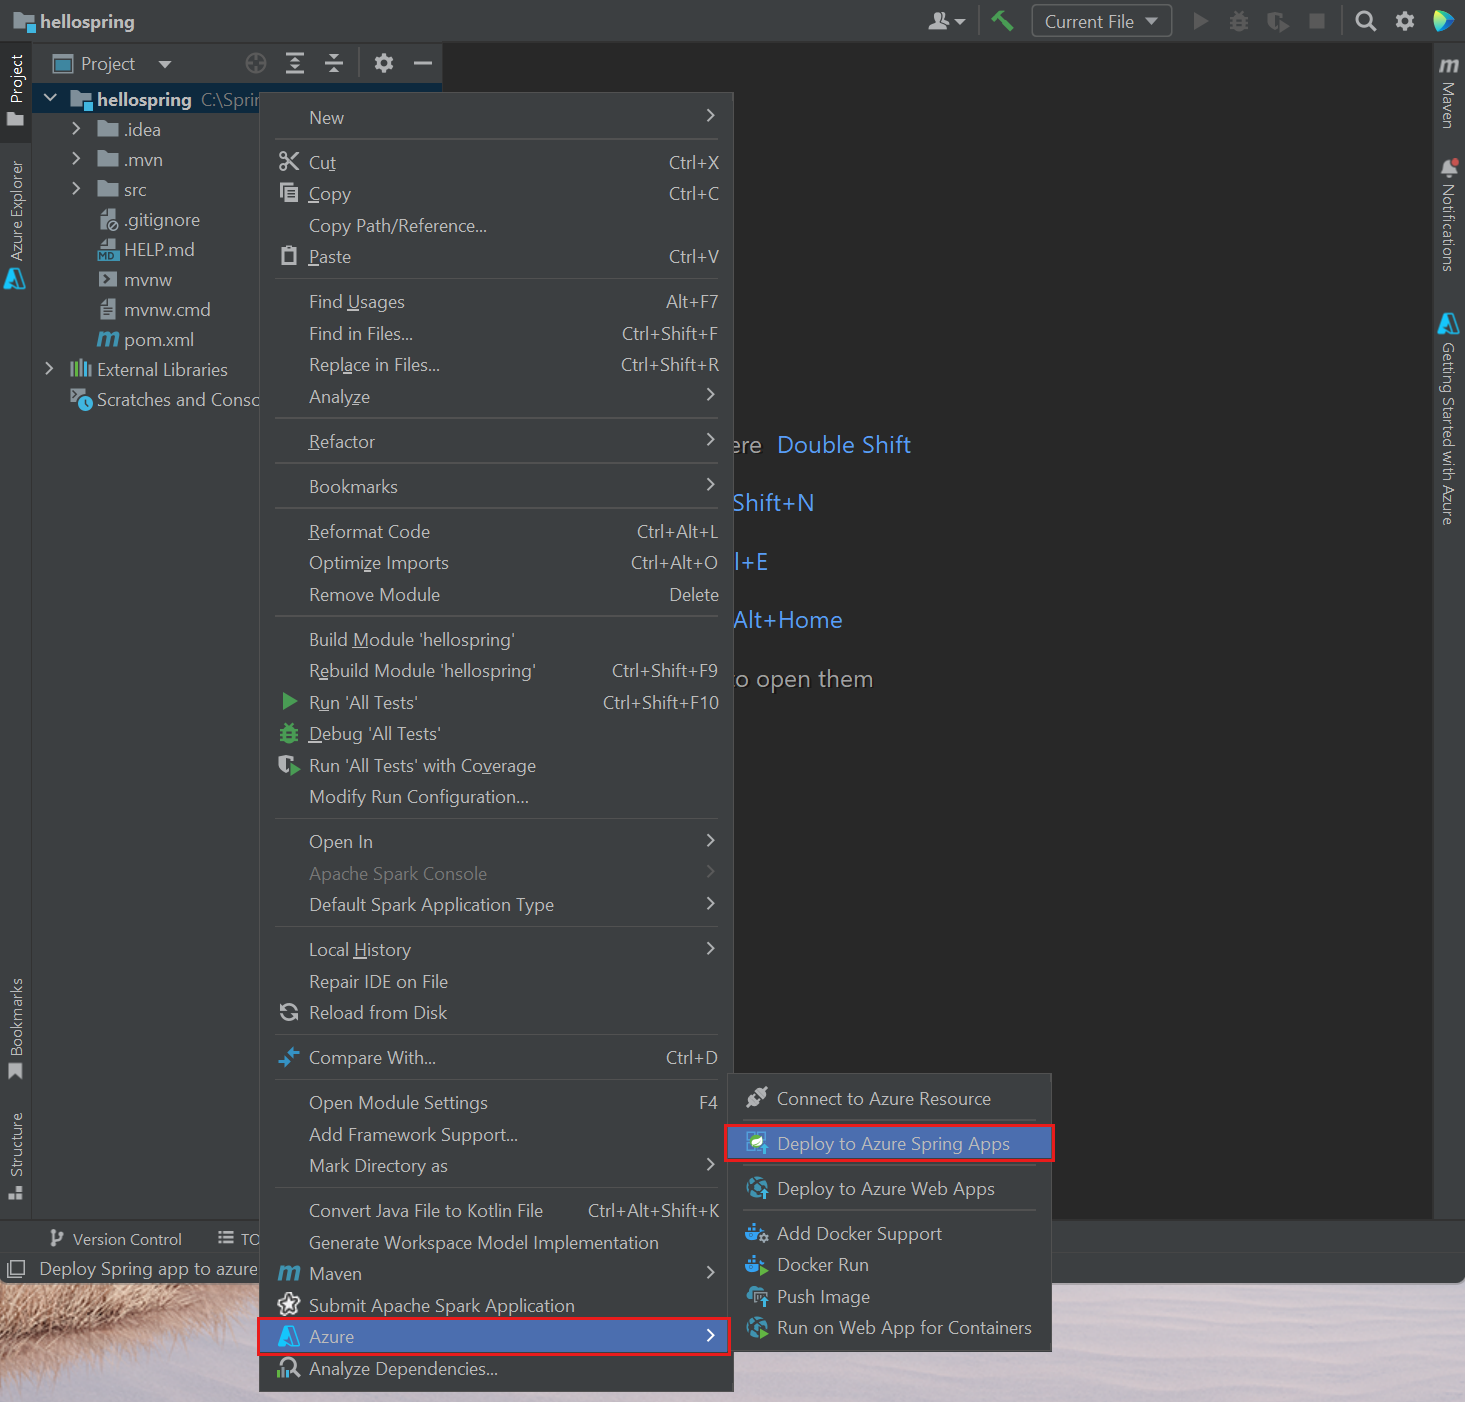 hellospring
Current File
Project
Project
Azure Explorer
Bookmarks
Structure
hellospring C:\Sprin
.idea
.mvn
src
.gitignore
HELP.md
mvnw
mvnw.cmd
pom.xml
External Libraries
Scratches and Consc
New
Cut Ctrl+X
Copy Ctrl+C
Copy Path/Reference...
Paste Ctrl+V
Find Usages Alt+F7
Find in Files... Ctrl+Shift+F
Replace in Files... Ctrl+Shift+R
Analyze
Refactor
Bookmarks
Reformat Code Ctrl+Alt+L
Optimize Imports Ctrl+Alt+O
Remove Module Delete
Build Module 'hellospring'
Rebuild Module 'hellospring' Ctrl+Shift+F9
Run 'All Tests' Ctrl+Shift+F10
Debug 'All Tests'
Run 'All Tests' with Coverage
Modify Run Configuration...
Open In
Apache Spark Console
Default Spark Application Type
Local History
Repair IDE on File
Reload from Disk
Compare With... Ctrl+D
Open Module Settings F4
Add Framework Support...
Mark Directory as
Convert Java File to Kotlin File Ctrl+Alt+Shift+K
Generate Workspace Model Implementation
Maven
Submit Apache Spark Application
Azure
Analyze Dependencies...
Connect to Azure Resource
Deploy to Azure Spring Apps
Deploy to Azure Web Apps
Add Docker Support
Docker Run
Push Image
Run on Web App for Containers
ere Double Shift
Shift+N
l+E
Alt+Home
to open them
Maven
Notifications
Getting Started with Azure
Version Control
TO
Deploy Spring app to azure